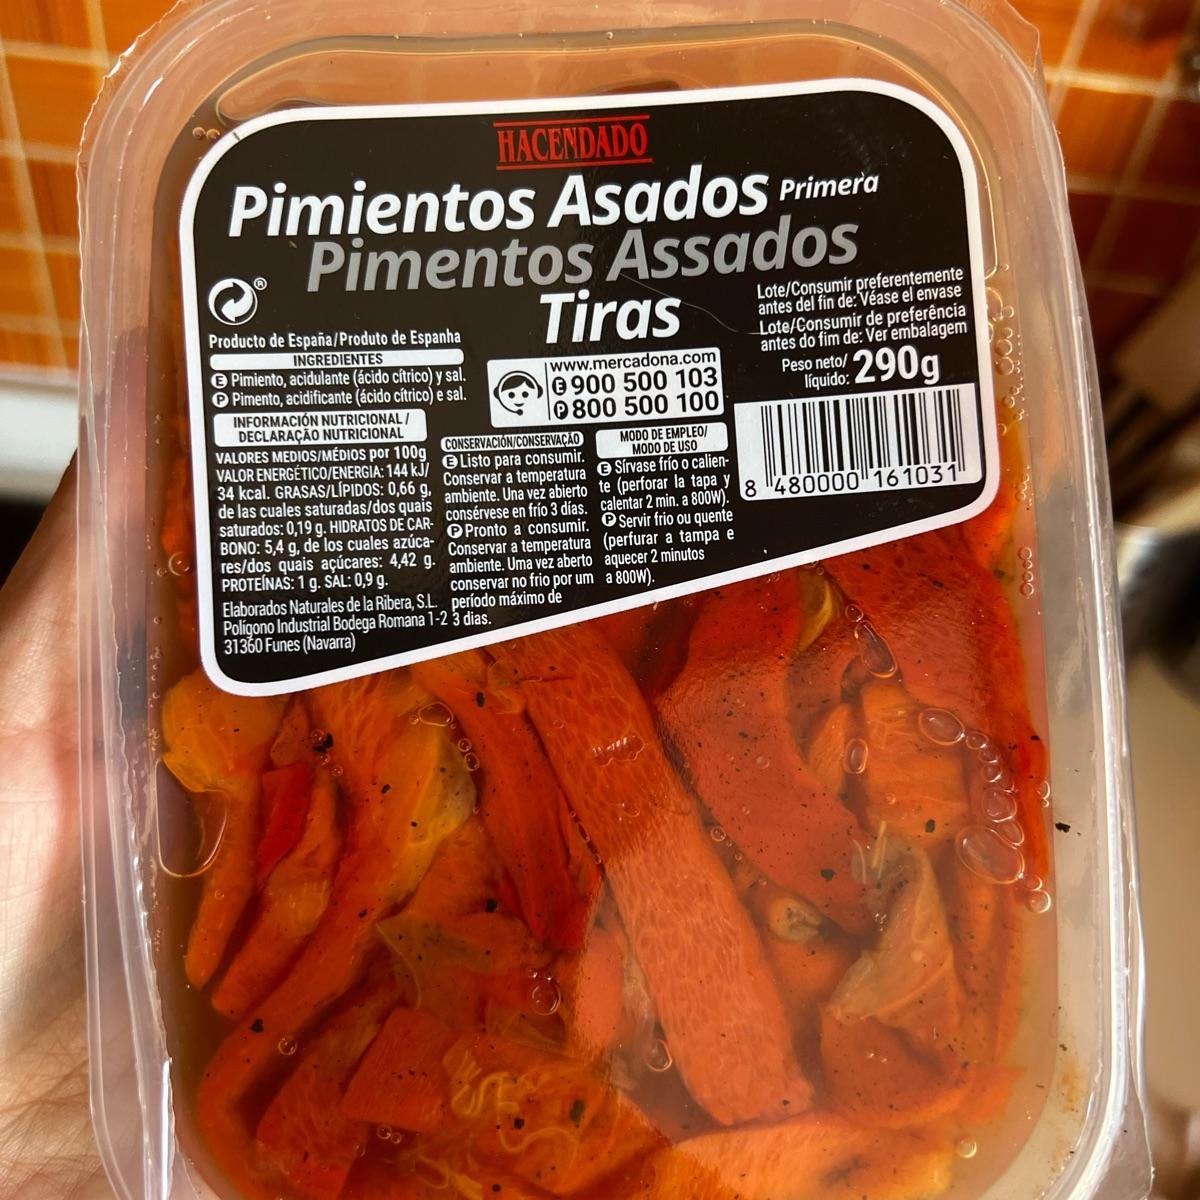 HACENDADO
Pimientos Asados Primera
Pimentos Assados
Tiras
®
Producto de España/Produto de Espanha
INGREDIENTES
E Pimiento, acidulante (ácido cítrico) y sal.
P Pimento, acidificante (ácido cítrico) e sal.
INFORMACIÓN NUTRICIONAL/
DECLARAÇÃO NUTRICIONAL
VALORES MEDIOS/MÉDIOS por 100g
VALOR ENERGÉTICO/ENERGIA: 144 kJ/
34 kcal. GRASAS/LÍPIDOS: 0,66 g,
de las cuales saturadas/dos quais
saturados: 0,19 g. HIDRATOS DE CAR-
BONO: 5,4 g, de los cuales azúca-
res/dos quais açúcares: 4,42 g.
PROTEÍNAS: 1 g. SAL: 0,9 g.
Elaborados Naturales de la Ribera, S.L.
Polígono Industrial Bodega Romana 1-2
31360 Funes (Navarra)
www.mercadona.com
E 900 500 103
P 800 500 100
CONSERVACIÓN/CONSERVAÇÃO
E Listo para consumir.
Conservar a temperatura
ambiente. Una vez abierto
consérvese en frío 3 días.
P Pronto a consumir.
Conservar a temperatura
ambiente. Uma vez aberto
conservar no frio por um
período máximo de
3 dias.
MODO DE EMPLEO/
MODO DE USO
E Sírvase frío o calien-
te (perforar la tapa y
calentar 2 min. a 800W).
P Servir frio ou quente
(perfurar a tampa e
aquecer 2 minutos
a 800W).
Lote/Consumir preferentemente
antes del fin de: Véase el envase
Lote/Consumir de preferência
antes do fim de: Ver embalagem
Peso neto/
líquido: 290g
8 480000 161031